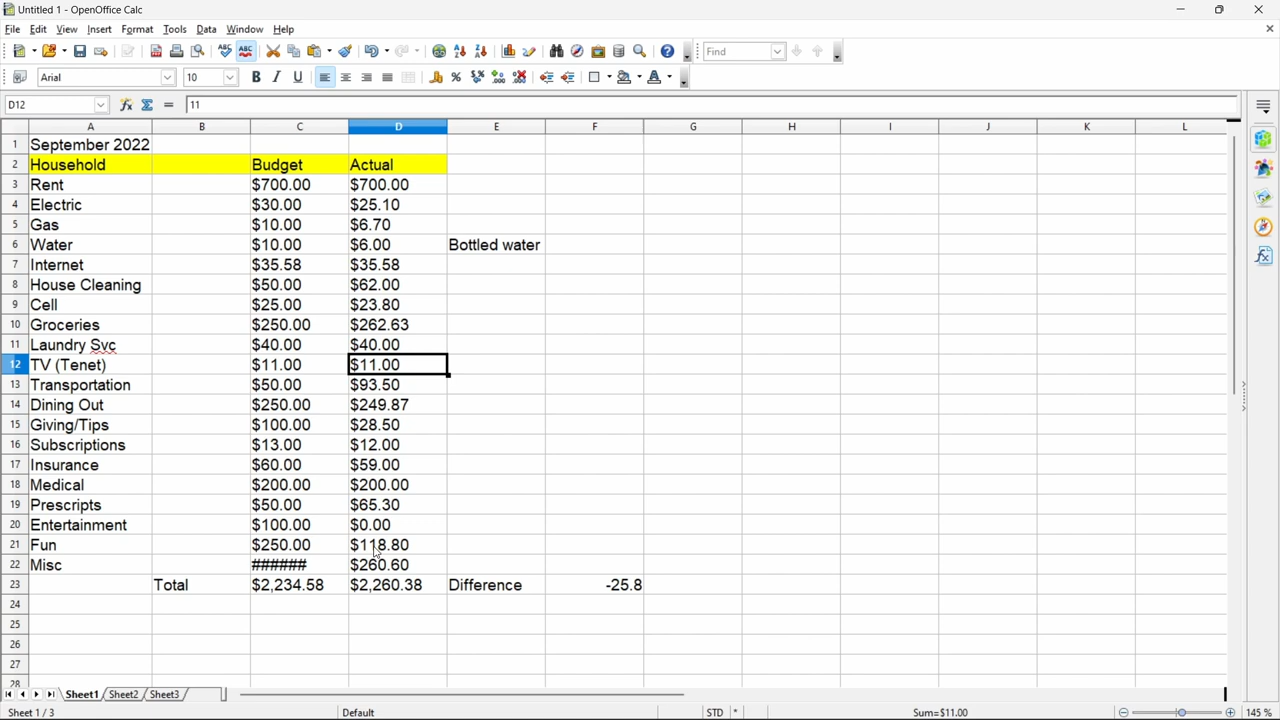 Untitled 1 - OpenOffice Calc
File Edit View Insert Format Tools Data Window Help
Find
Arial 10
D12 11
A B C D E F G H I J K L
1 September 2022
2 Household Budget Actual
3 Rent $700.00 $700.00
4 Electric $30.00 $25.10
5 Gas $10.00 $6.70
6 Water $10.00 $6.00 Bottled water
7 Internet $35.58 $35.58
8 House Cleaning $50.00 $62.00
9 Cell $25.00 $23.80
10 Groceries $250.00 $262.63
11 Laundry Svc $40.00 $40.00
12 TV (Tenet) $11.00 $11.00
13 Transportation $50.00 $93.50
14 Dining Out $250.00 $249.87
15 Giving/Tips $100.00 $28.50
16 Subscriptions $13.00 $12.00
17 Insurance $60.00 $59.00
18 Medical $200.00 $200.00
19 Prescripts $50.00 $65.30
20 Entertainment $100.00 $0.00
21 Fun $250.00 $118.80
22 Misc ###### $260.60
23 Total $2,234.58 $2,260.38 Difference -25.8
24
25
26
27
28
Sheet1 Sheet2 Sheet3
Sheet 1 / 3 Default STD * Sum=$11.00 145 %